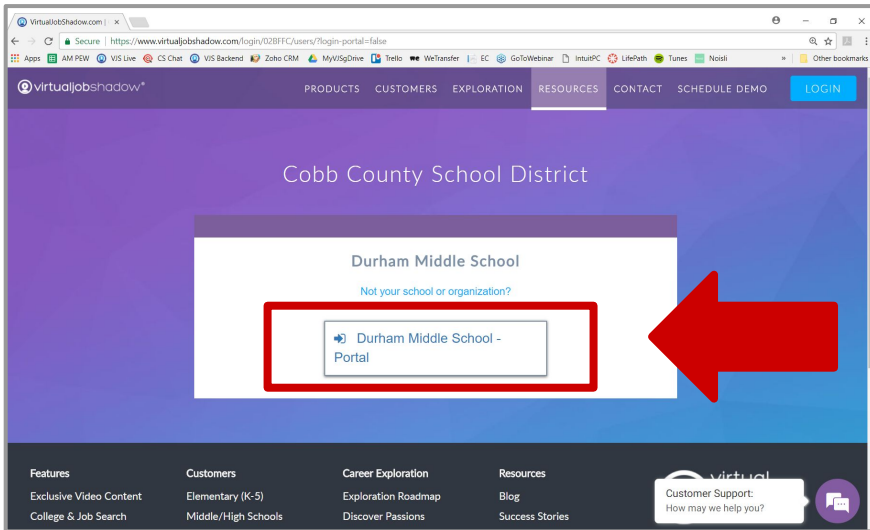 VirtualJobShadow.com |
Secure | https://www.virtualjobshadow.com/login/02BFFC/users/?login-portal=false
Apps AM PEW VJS Live CS Chat VJS Backend Zoho CRM MyVJSgDrive Trello we WeTransfer EC GoToWebinar IntuitPC LifePath Tunes Noisli » Other bookmarks
virtualjobshadow® PRODUCTS CUSTOMERS EXPLORATION RESOURCES CONTACT SCHEDULE DEMO LOGIN
Cobb County School District
Durham Middle School
Not your school or organization?
Durham Middle School -
Portal
Features Customers Career Exploration Resources
Exclusive Video Content Elementary (K-5) Exploration Roadmap Blog
College & Job Search Middle/High Schools Discover Passions Success Stories
virtual
Customer Support:
How may we help you?